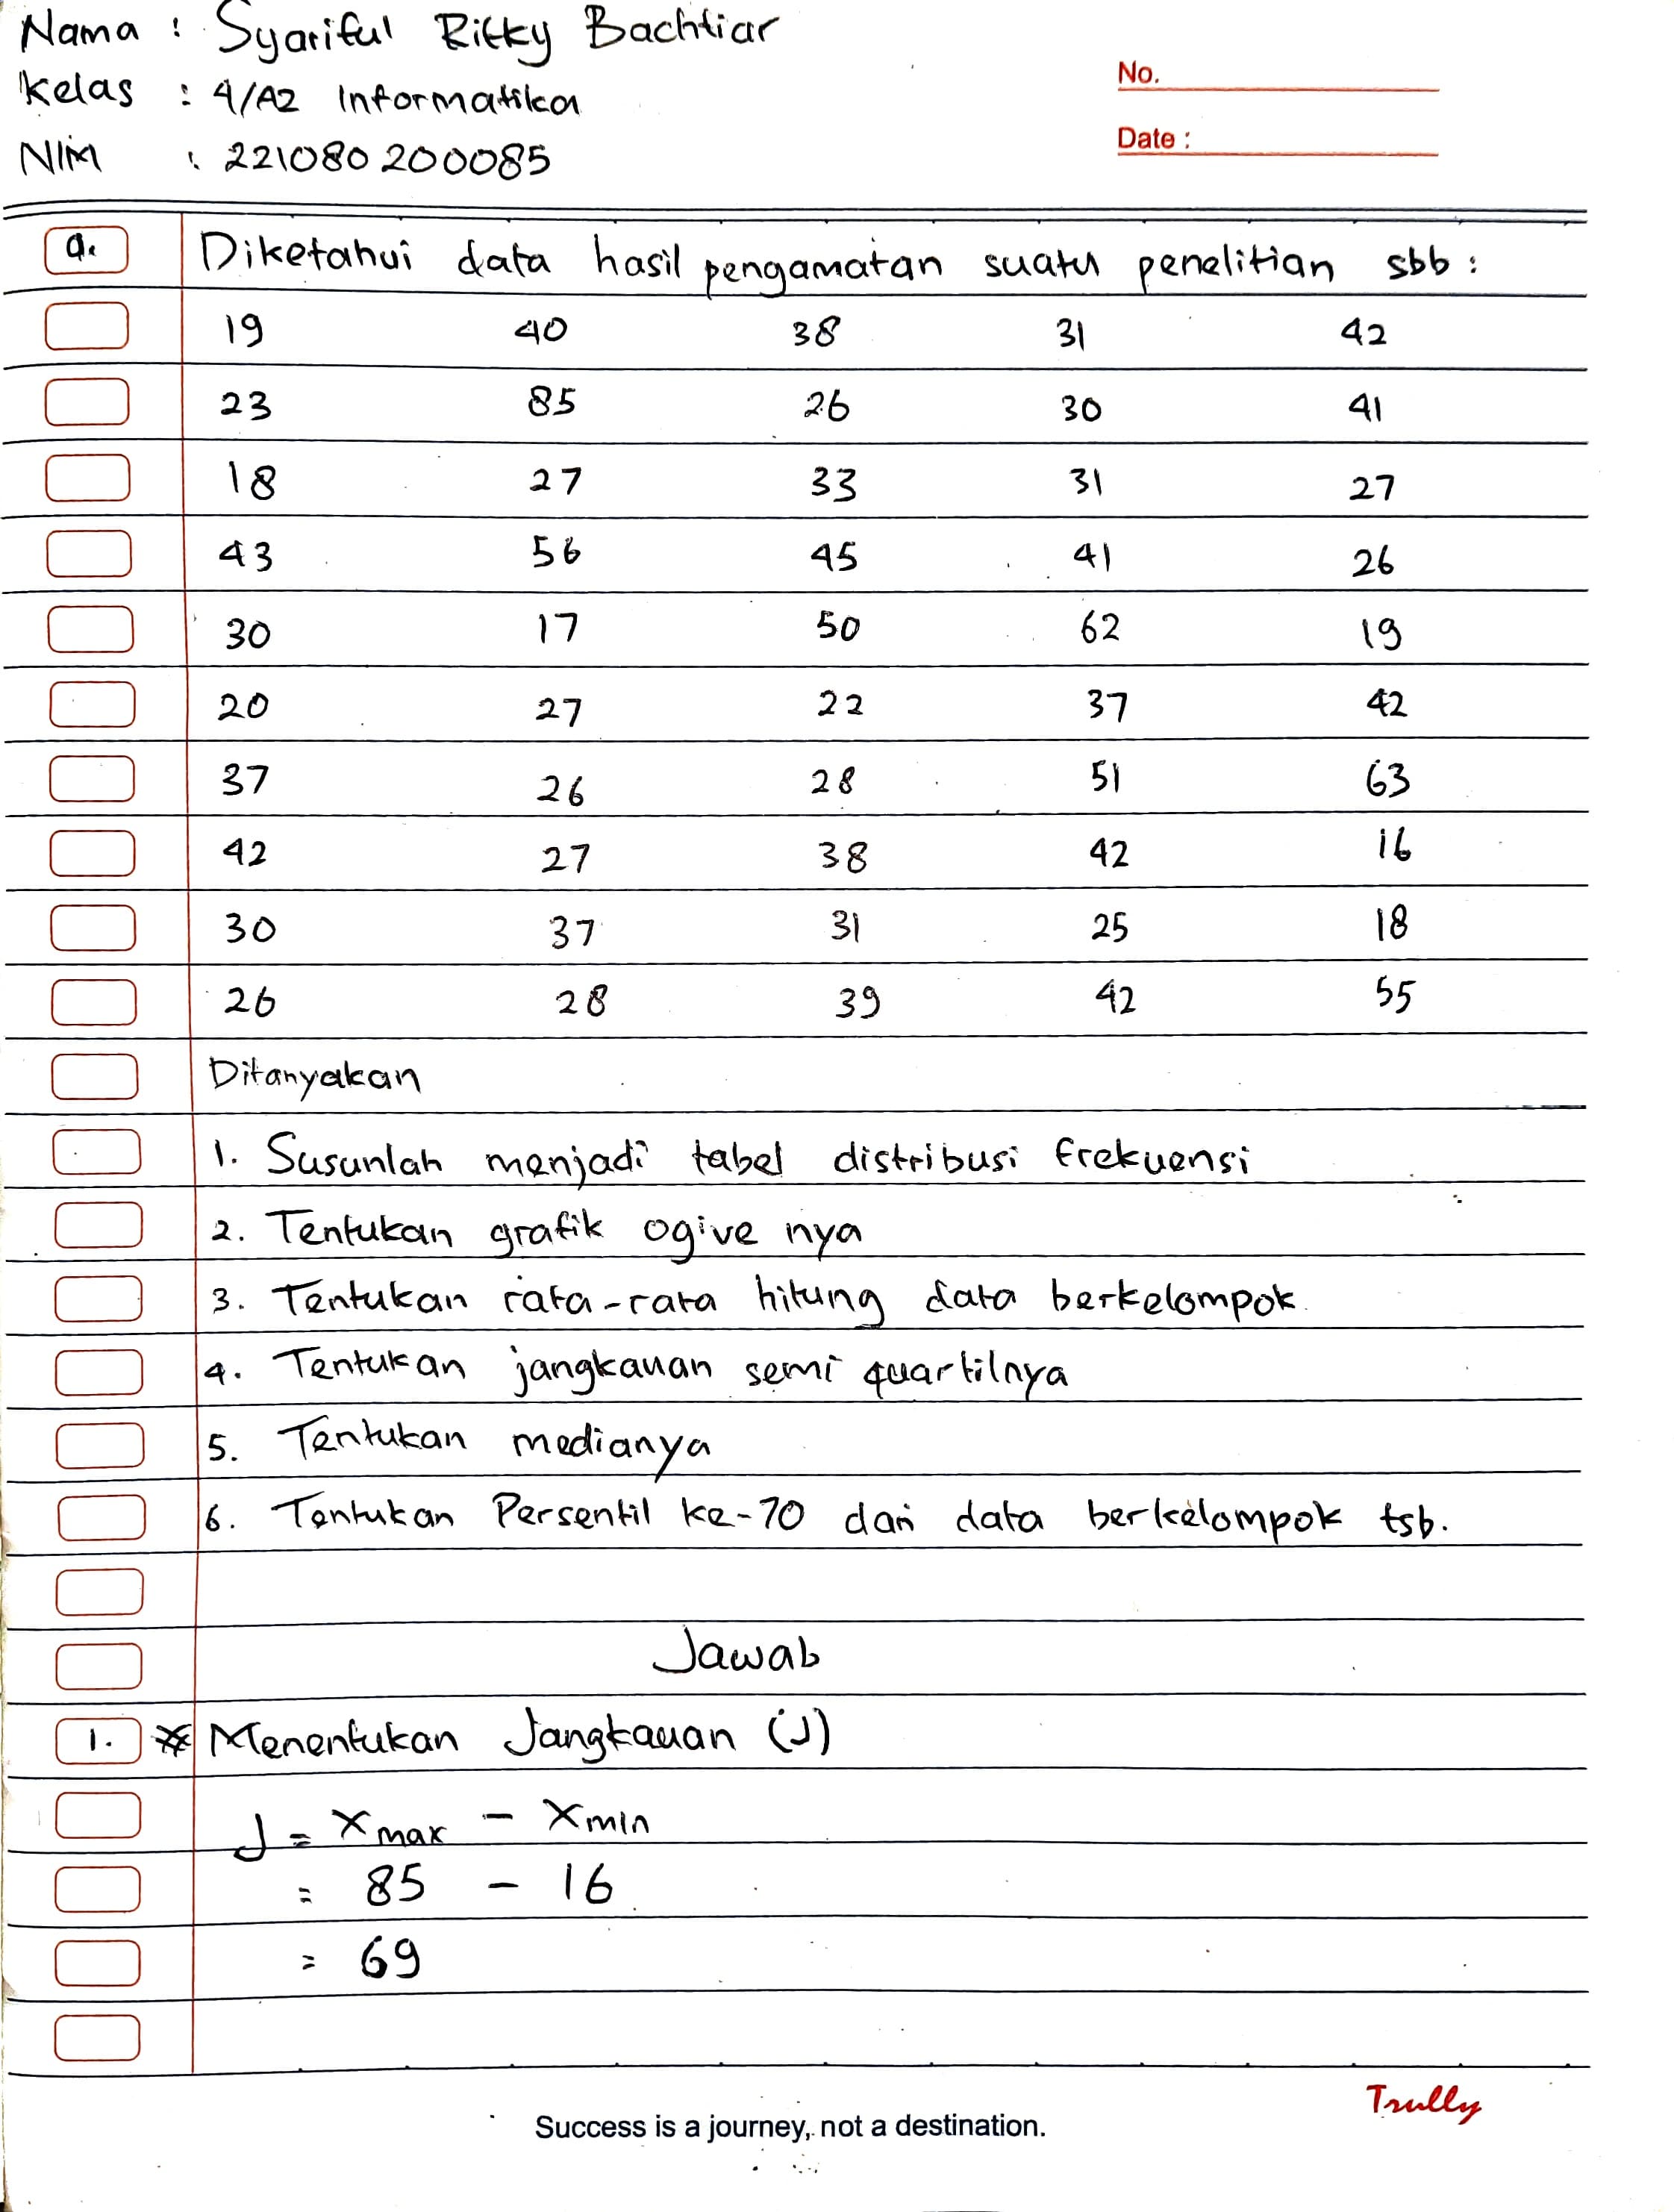 Nama : Syariful Rifky Bachtiar
Kelas : 4/A2 Informatika
NIM : 221080200085
No.
Date :
a. Diketahui data hasil pengamatan suatu penelitian sbb :
19 40 38 31 42
23 85 26 30 41
18 27 33 31 27
43 56 45 41 26
30 17 50 62 19
20 27 22 37 42
37 26 28 51 63
42 27 38 42 16
30 37 31 25 18
26 28 39 42 55
Ditanyakan
1. Susunlah menjadi tabel distribusi frekuensi
2. Tentukan grafik ogive nya
3. Tentukan rata-rata hitung data berkelompok.
4. Tentukan jangkauan semi quartilnya
5. Tentukan medianya
6. Tentukan Persentil ke-70 dari data berkelompok tsb.
Jawab
1. * Menentukan Jangkauan (J)
J = Xmax - Xmin
= 85 - 16
= 69
Trully
Success is a journey, not a destination.